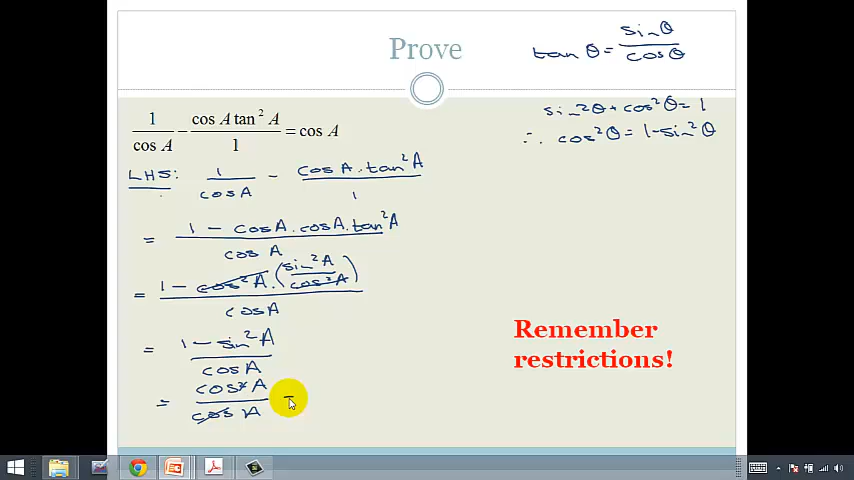 Prove
tan θ = sin θ / cos θ
sin²θ + cos²θ = 1
∴ cos²θ = 1 - sin²θ
1 / cos A − cos A tan² A / 1 = cos A
LHS: 1 / cos A - cos A . tan² A / 1
= 1 - cos A . cos A . tan² A / cos A
= 1 - cos² A . (sin² A / cos² A) / cos A
= 1 - sin² A / cos A
= cos² A / cos A =
Remember
restrictions!